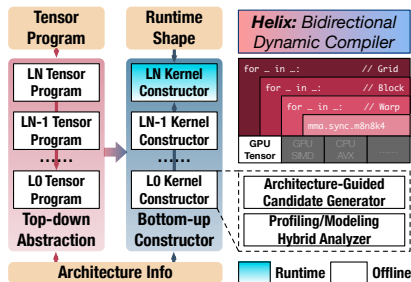 Tensor
Program
Runtime
Shape
Helix: Bidirectional
Dynamic Compiler
LN Tensor
Program
LN-1 Tensor
Program
......
L0 Tensor
Program
Top-down
Abstraction
LN Kernel
Constructor
LN-1 Kernel
Constructor
......
L0 Kernel
Constructor
Bottom-up
Constructor
Architecture Info
for … in …: // Grid
for … in …: // Block
for … in …: // Warp
mma.sync.m8n8k4
GPU
Tensor
GPU
SIMD
CPU
AVX
......
Architecture-Guided
Candidate Generator
Profiling/Modeling
Hybrid Analyzer
Runtime
Offline